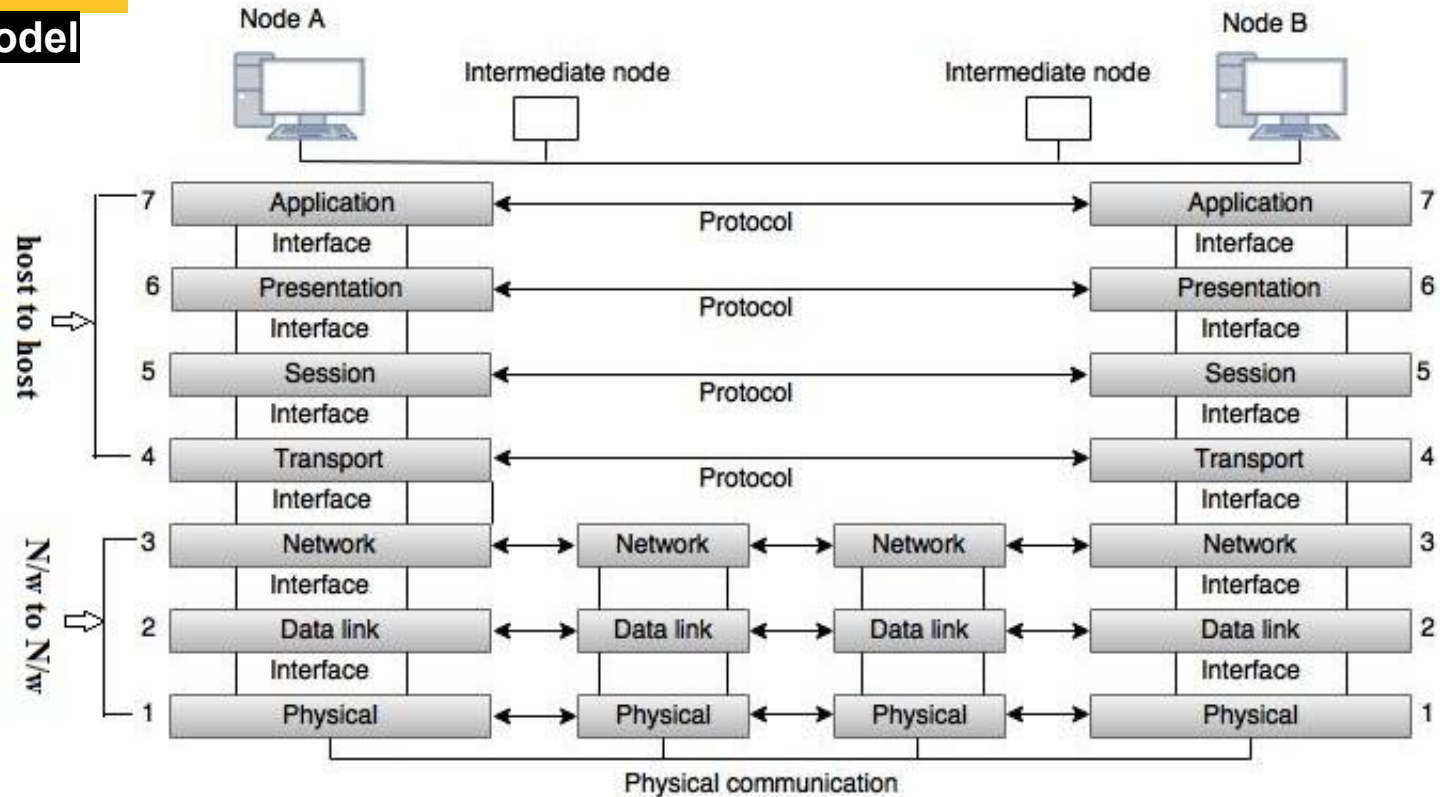 odel
Node A
Node B
Intermediate node
Intermediate node
7 Application Application 7
Protocol
Interface Interface
6 Presentation Presentation 6
Protocol
Interface Interface
host to host
5 Session Session 5
Protocol
Interface Interface
4 Transport Transport 4
Protocol
Interface Interface
3 Network Network Network Network 3
Interface Interface
N/w to N/w
2 Data link Data link Data link Data link 2
Interface Interface
1 Physical Physical Physical Physical 1
Physical communication